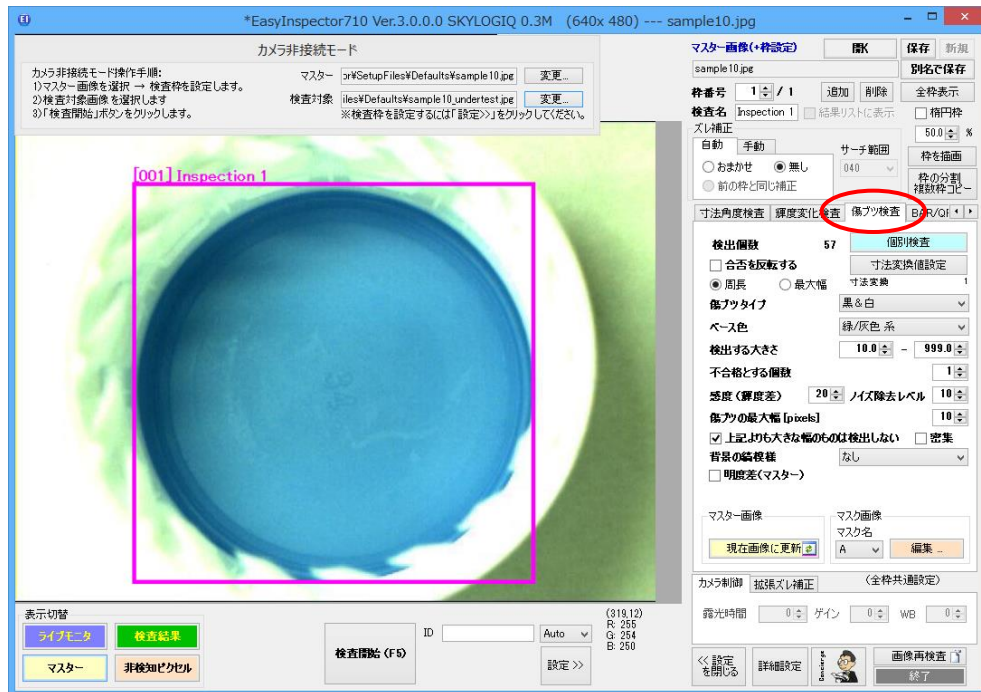 *EasyInspector710 Ver.3.0.0.0 SKYLOGIQ 0.3M (640x 480) --- sample10.jpg
カメラ非接続モード
カメラ非接続モード操作手順:
1)マスター画像を選択 → 検査枠を設定します。
2)検査対象画像を選択します
3)「検査開始」ボタンをクリックします。
マスター or¥SetupFiles¥Defaults¥sample10.jpg 変更...
検査対象 iles¥Defaults¥sample10_undertest.jpg 変更...
※検査枠を設定するには「設定>>」をクリックしてください。
[001] Inspection 1
マスター画像(+枠設定) 開く 保存 新規
sample10.jpg 別名で保存
枠番号 1 / 1 追加 削除 全枠表示
検査名 Inspection 1 結果リストに表示 楕円枠
ズレ補正 50.0 %
自動 手動 サーチ範囲 枠を描画
おまかせ 無し 040
前の枠と同じ補正 枠の分割
複数枠コピー
寸法角度検査 輝度変化検査 傷ブツ検査 BAR/QR
検出個数 57 個別検査
合否を反転する 寸法変換値設定
周長 最大幅 寸法変換 1
傷ブツタイプ 黒&白
ベース色 緑/灰色 系
検出する大きさ 10.0 - 999.0
不合格とする個数 1
感度(輝度差) 20 ノイズ除去レベル 10
傷ブツの最大幅 [pixels] 10
上記よりも大きな幅のものは検出しない 密集
背景の縞模様 なし
明度差(マスター)
マスター画像 マスク画像
マスク名
現在画像に更新 A 編集 ...
カメラ制御 拡張ズレ補正 (全枠共通設定)
露光時間 0 ゲイン 0 WB 0
表示切替
ライブモニタ 検査結果
マスター 非検知ピクセル
検査開始 (F5)
ID Auto
設定 >>
(319,12)
R: 255
G: 254
B: 250
<< 設定
を閉じる
詳細設定
Concierge
画像再検査
終了